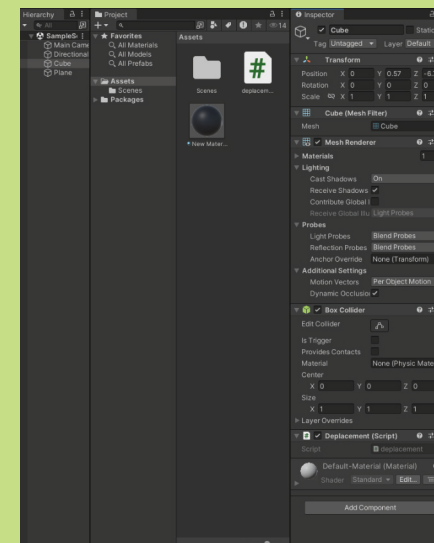 Hierarchy
All
SampleSc
Main Came
Directional
Cube
Plane
Project
14
Favorites
All Materials
All Models
All Prefabs
Assets
Scenes
Packages
Assets
Scenes
#
deplacem...
New Mater...
Inspector
Cube
Static
Tag Untagged Layer Default
Transform
Position X 0 Y 0.57 Z
Rotation X 0 Y 0 Z 0
Scale X 1 Y 1 Z 1
Cube (Mesh Filter)
Mesh Cube
Mesh Renderer
Materials 1
Lighting
Cast Shadows On
Receive Shadows
Contribute Global I
Receive Global Illu Light Probes
Probes
Light Probes Blend Probes
Reflection Probes Blend Probes
Anchor Override None (Transform)
Additional Settings
Motion Vectors Per Object Motion
Dynamic Occlusion
Box Collider
Edit Collider
Is Trigger
Provides Contacts
Material None (Physic Mate
Center
X 0 Y 0 Z 0
Size
X 1 Y 1 Z 1
Layer Overrides
# Deplacement (Script)
Script deplacement
Default-Material (Material)
Shader Standard Edit...
Add Component